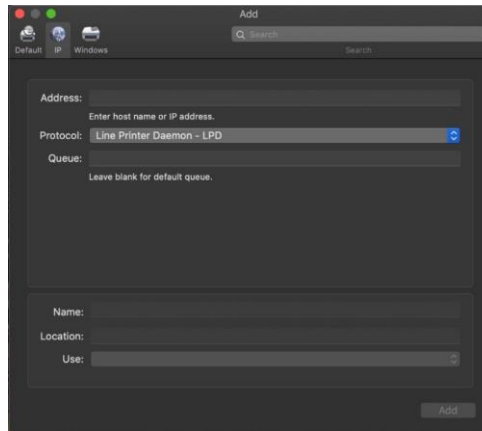 Add
Default IP Windows
Search
Search
Address:
Enter host name or IP address.
Protocol: Line Printer Daemon - LPD
Queue:
Leave blank for default queue.
Name:
Location:
Use:
Add